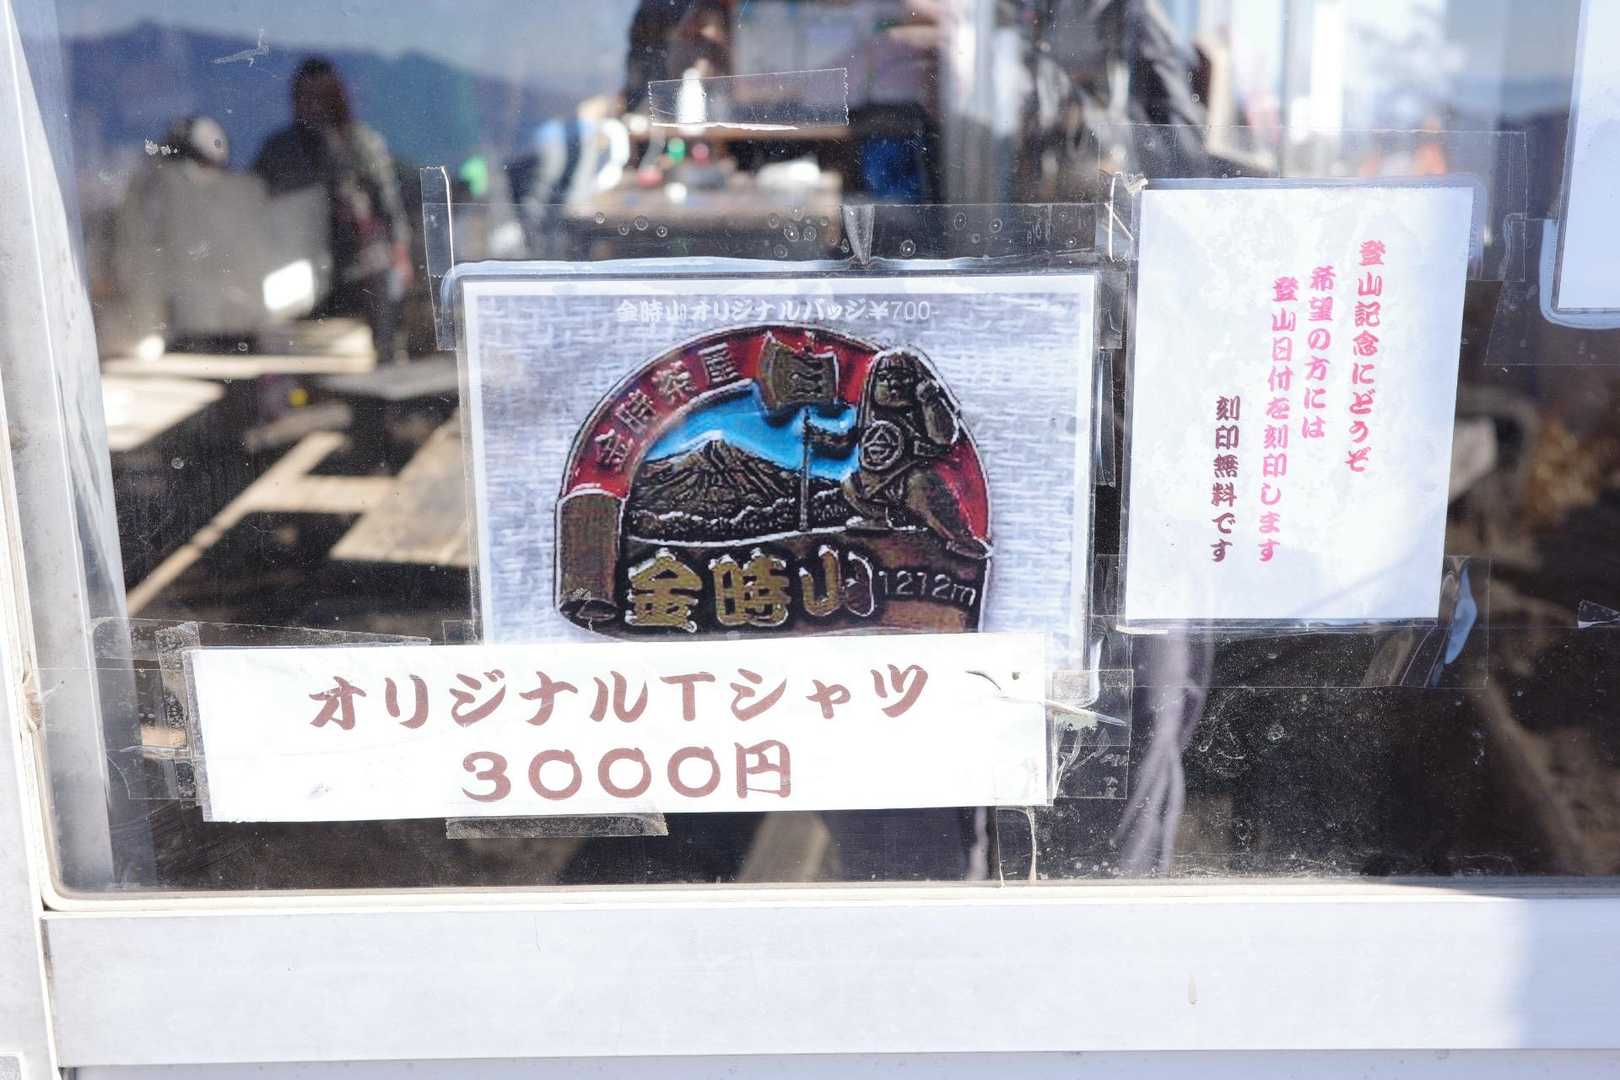 金時山オリジナルバッジ¥700-
金時茶屋
金時山 1212m
オリジナルTシャツ
3000円
登山記念にどうぞ
希望の方には
登山日付を刻印します
刻印無料です